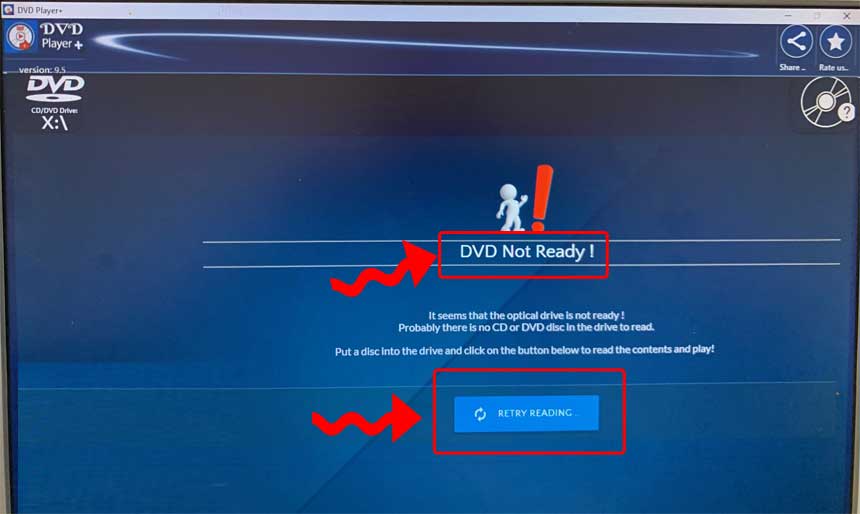 DVD Player+
DVD
Player +
version: 9.5
Share ..
Rate us..
DVD
CD/DVD Drive:
X:\
?
!
DVD Not Ready !
It seems that the optical drive is not ready !
Probably there is no CD or DVD disc in the drive to read.
Put a disc into the drive and click on the button below to read the contents and play!
RETRY READING ..